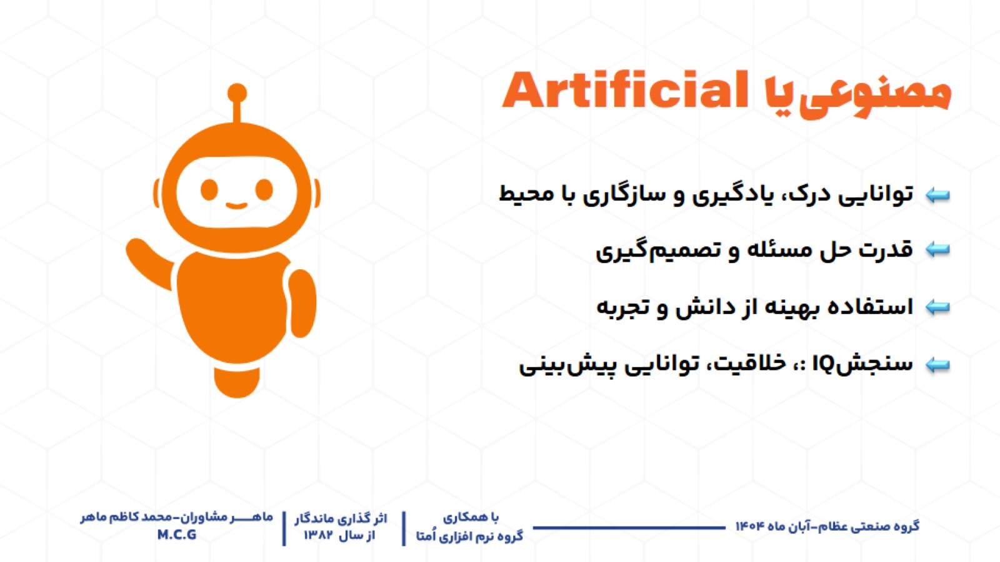 مصنوعی یا Artificial
توانایی درک، یادگیری و سازگاری با محیط
قدرت حل مسئله و تصمیم‌گیری
استفاده بهینه از دانش و تجربه
سنجشIQ :، خلاقیت، توانایی پیش‌بینی
گروه صنعتی عظام-آبان ماه ۱۴۰۴
با همکاری
گروه نرم افزاری اُمتا
اثر گذاری ماندگار
از سال ۱۳۸۲
ماهـــر مشاوران-محمد کاظم ماهر
M.C.G